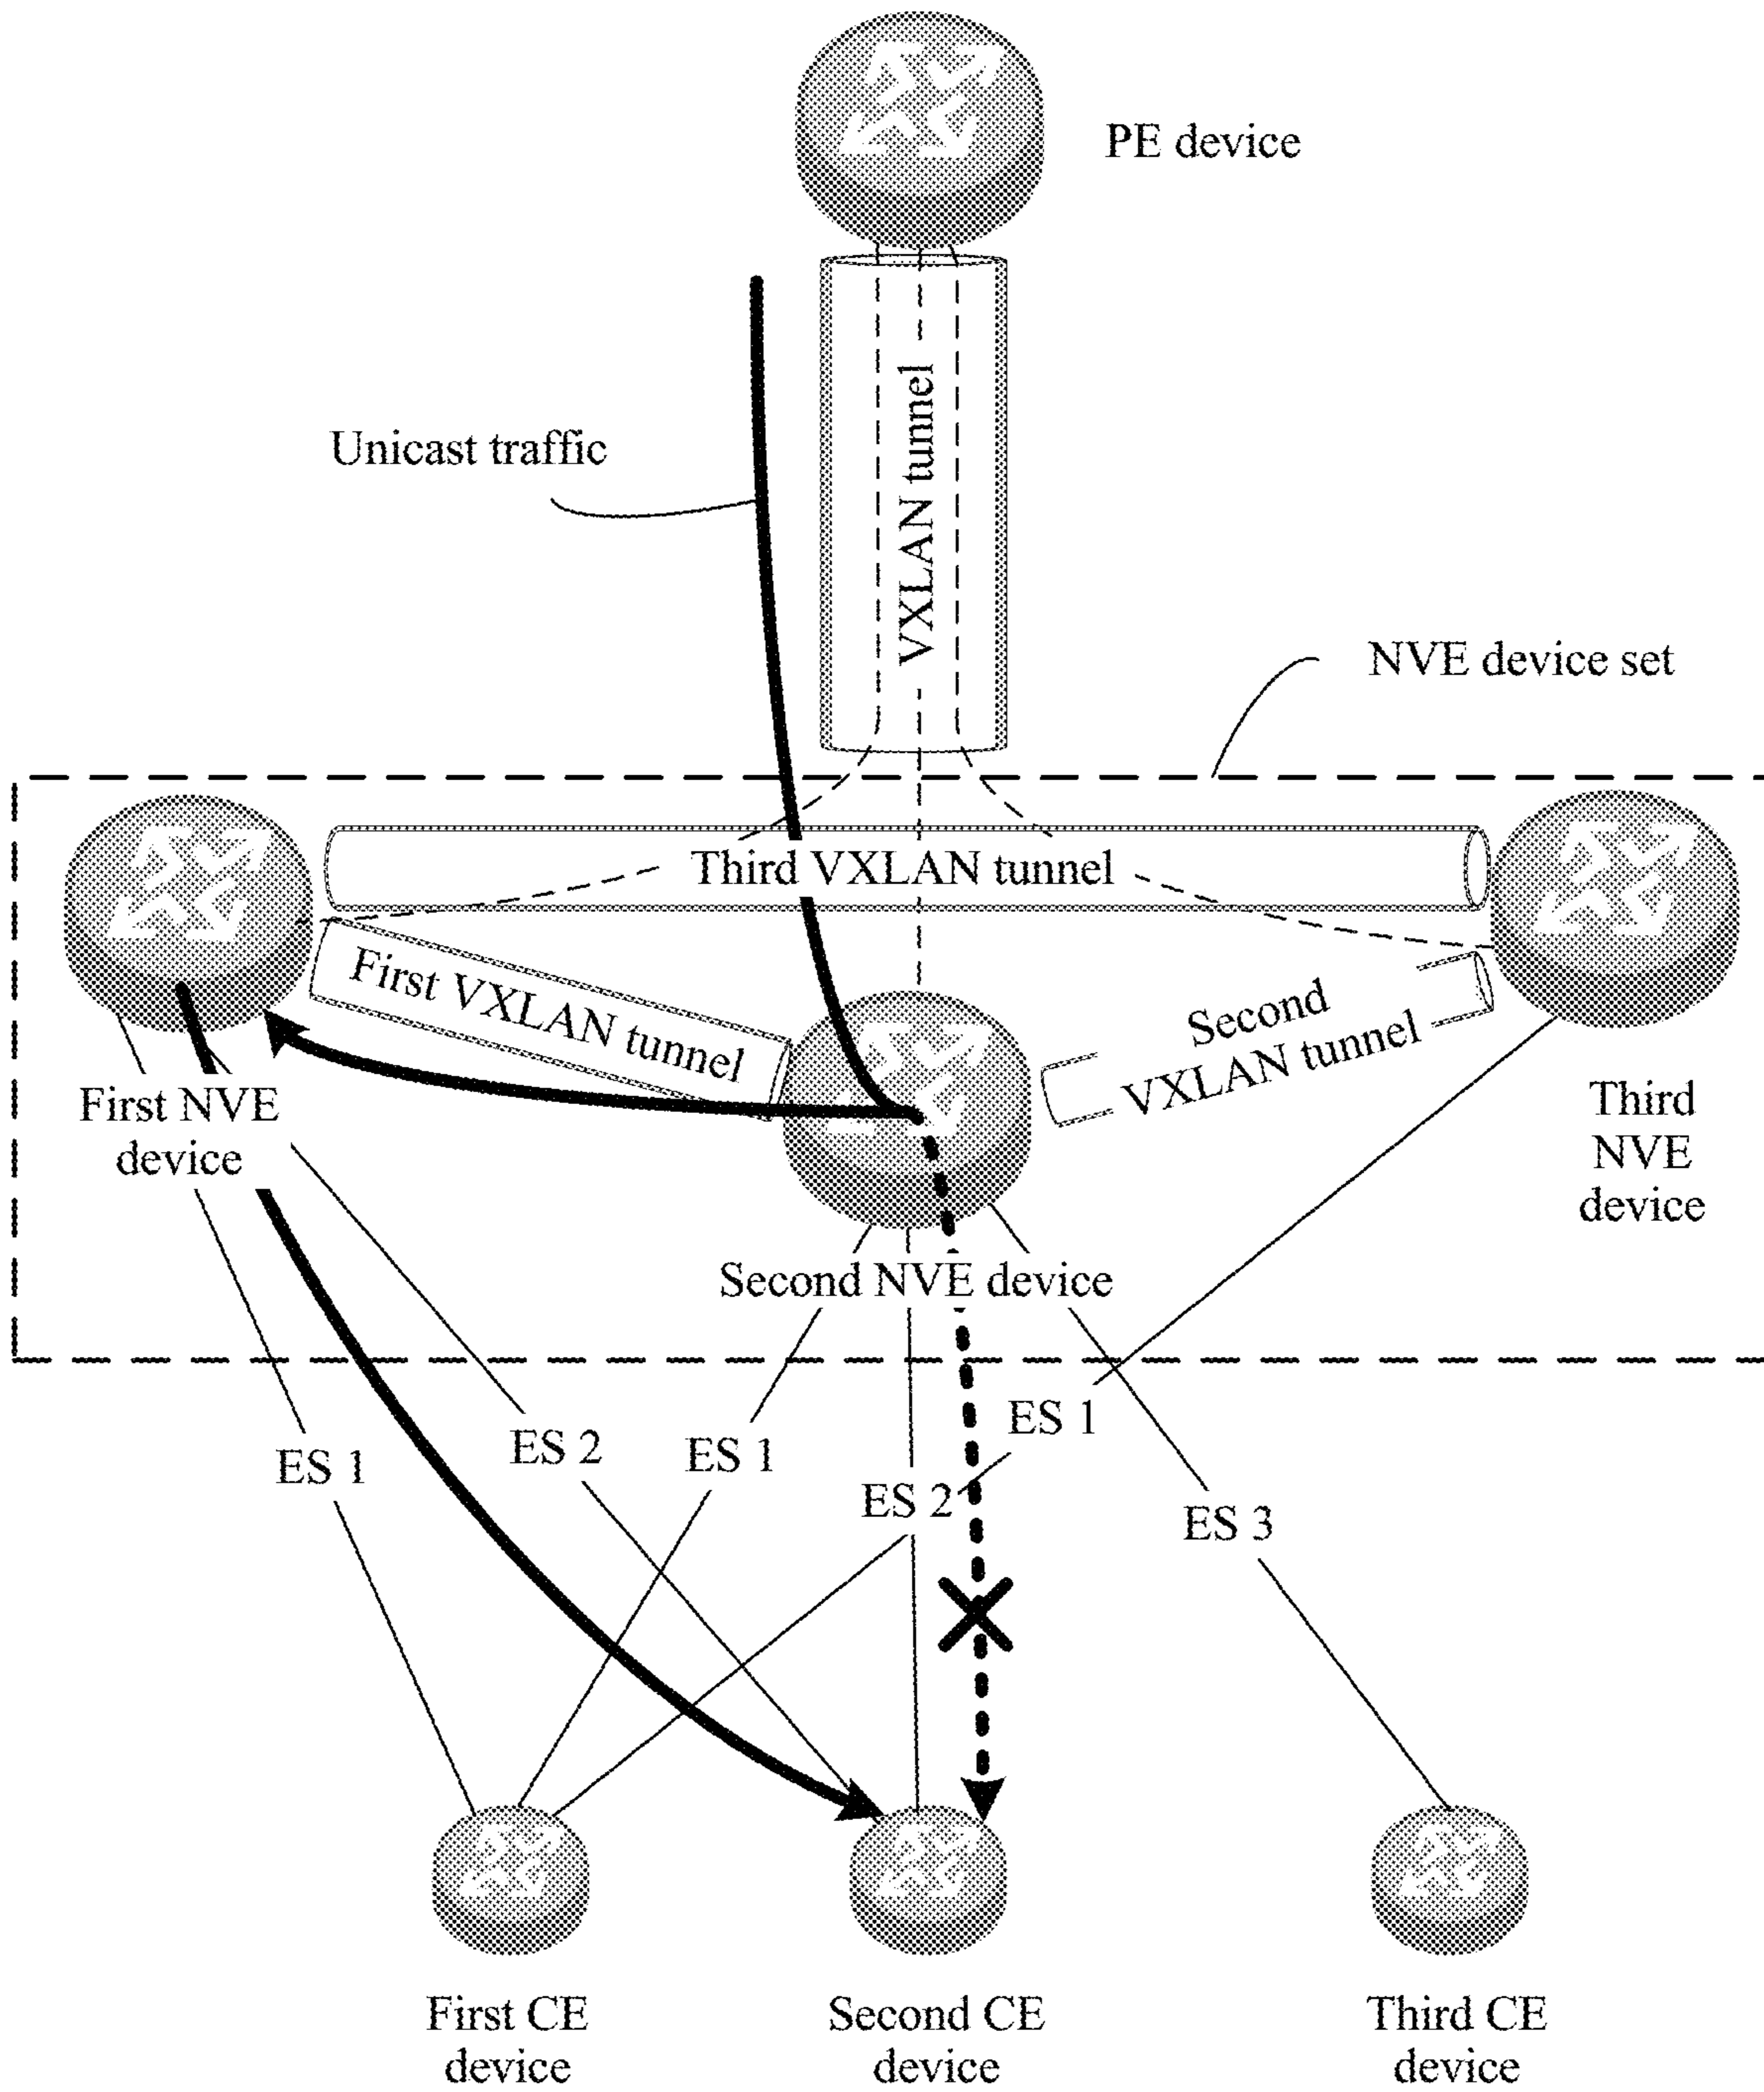 PE device
Unicast traffic
VXLAN tunnel
NVE device set
Third VXLAN tunnel
First VXLAN tunnel
Second
VXLAN tunnel
First NVE
device
Third
NVE
device
Second NVE device
ES 1
ES 2
ES 1
ES 2
ES 1
ES 3
First CE
device
Second CE
device
Third CE
device